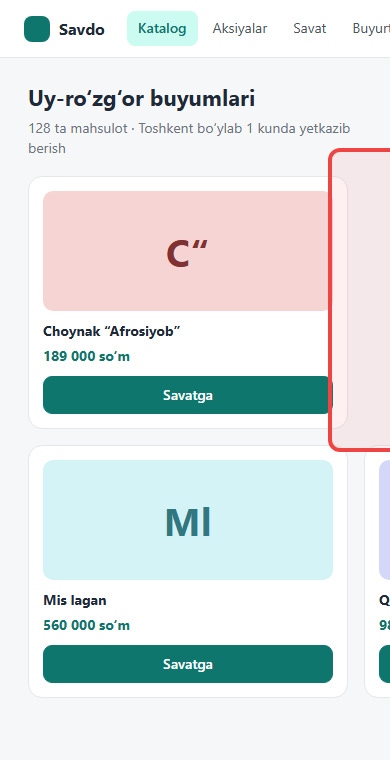 Savdo
Katalog
Aksiyalar
Savat
Uy-roʻzgʻor buyumlari
128 ta mahsulot · Toshkent boʻylab 1 kunda yetkazib
berish
C“
Choynak “Afrosiyob”
189 000 soʻm
Savatga
Ml
Mis lagan
560 000 soʻm
Savatga